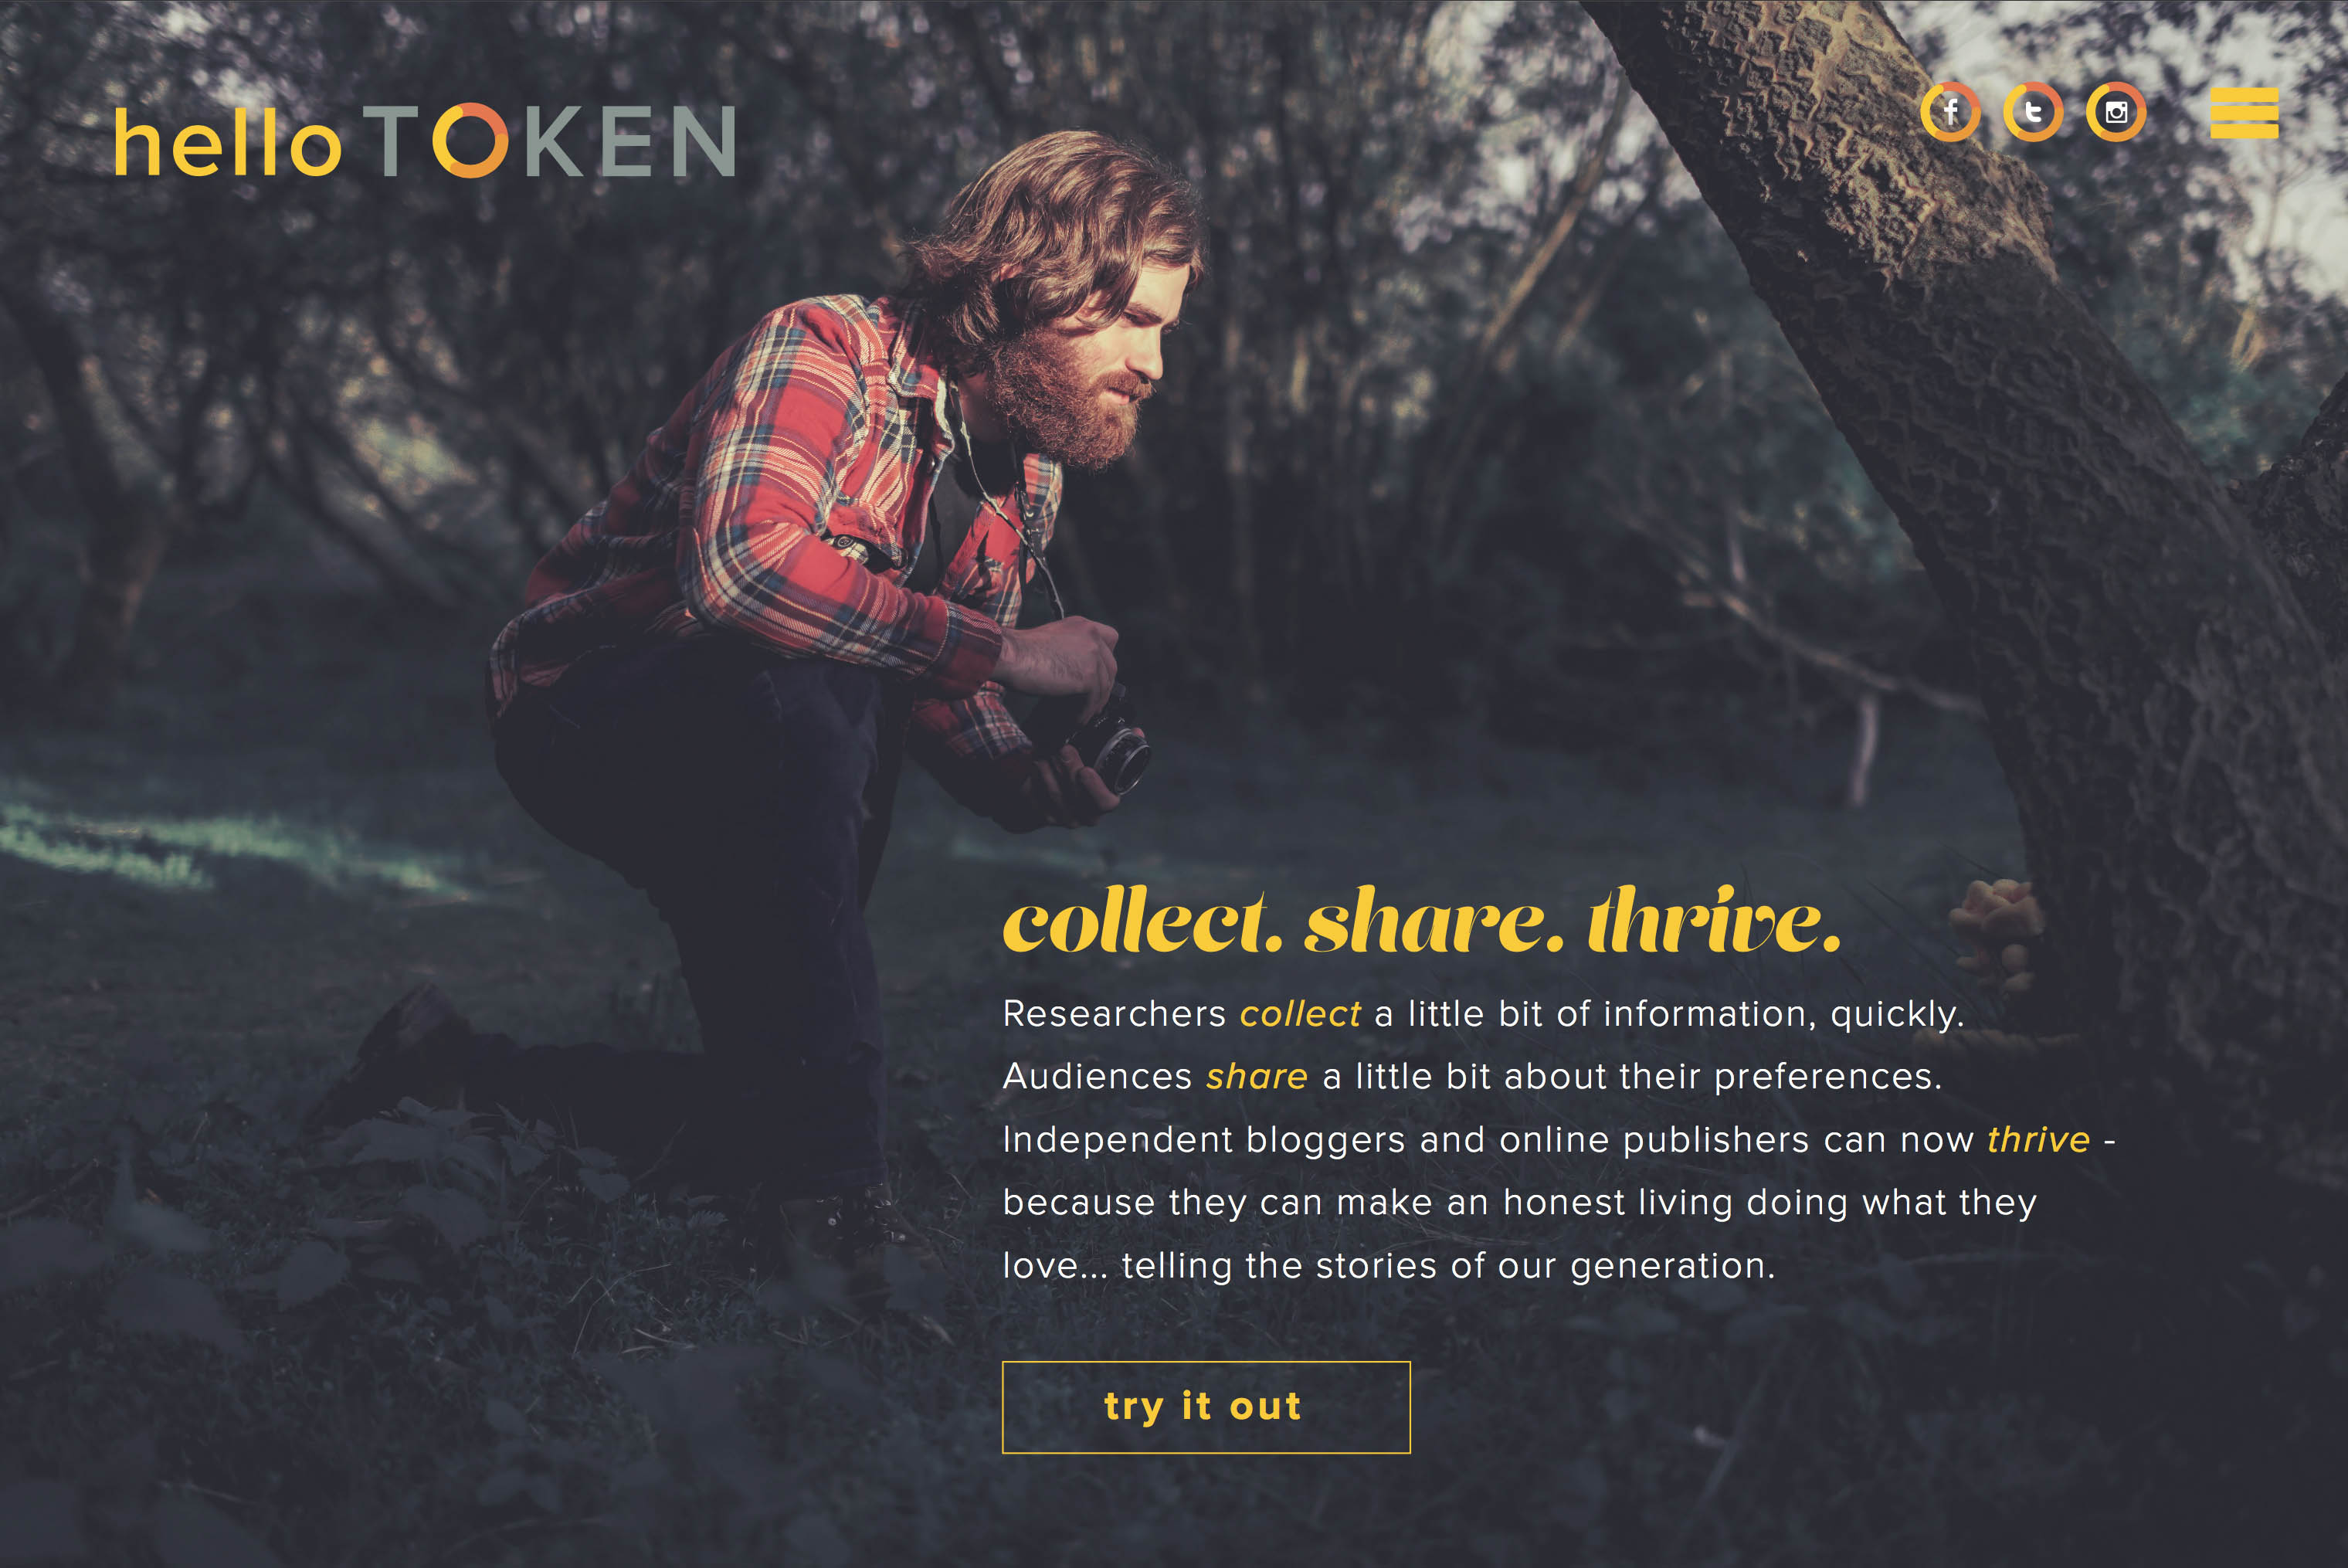 hello TOKEN
collect. share. thrive.
Researchers collect a little bit of information, quickly.
Audiences share a little bit about their preferences.
Independent bloggers and online publishers can now thrive -
because they can make an honest living doing what they
love... telling the stories of our generation.
try it out